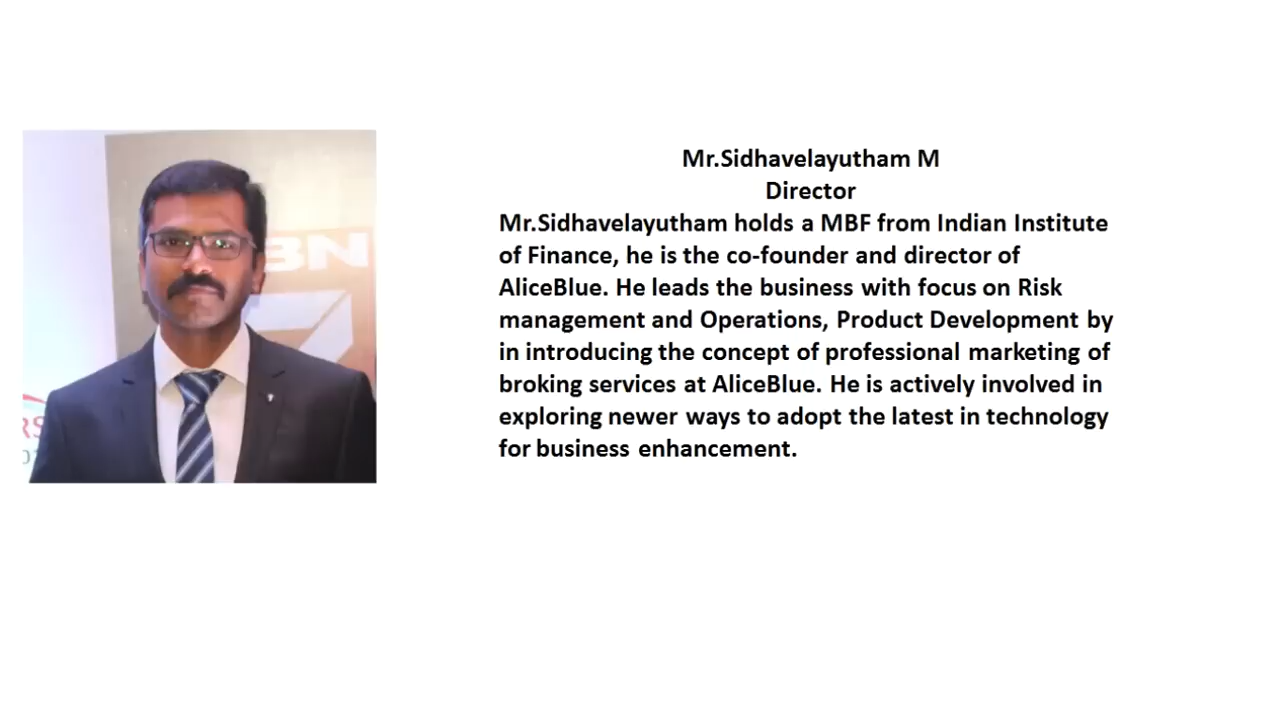 Mr.Sidhavelayutham M
Director
Mr.Sidhavelayutham holds a MBF from Indian Institute
of Finance, he is the co-founder and director of
AliceBlue. He leads the business with focus on Risk
management and Operations, Product Development by
in introducing the concept of professional marketing of
broking services at AliceBlue. He is actively involved in
exploring newer ways to adopt the latest in technology
for business enhancement.